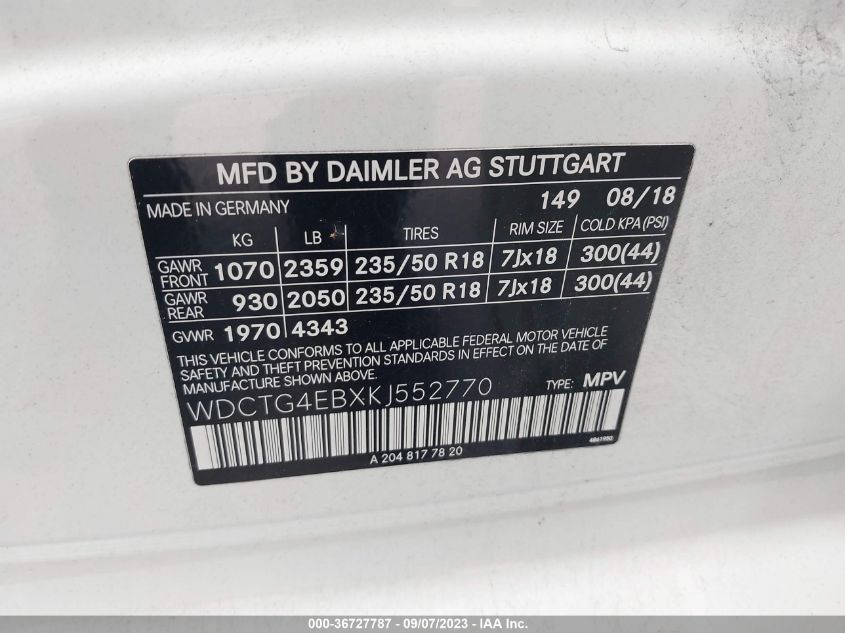 MFD BY DAIMLER AG STUTTGART
MADE IN GERMANY 149 08/18
KG LB TIRES RIM SIZE COLD KPA (PSI)
GAWR FRONT 1070 2359 235/50 R18 7Jx18 300(44)
GAWR REAR 930 2050 235/50 R18 7Jx18 300(44)
GVWR 1970 4343
THIS VEHICLE CONFORMS TO ALL APPLICABLE FEDERAL MOTOR VEHICLE
SAFETY AND THEFT PREVENTION STANDARDS IN EFFECT ON THE DATE OF
MANUFACTURE SHOWN ABOVE.
WDCTG4EBXKJ552770 TYPE: MPV
A 204 817 78 20 4861950
000-36727787 - 09/07/2023 - IAA Inc.